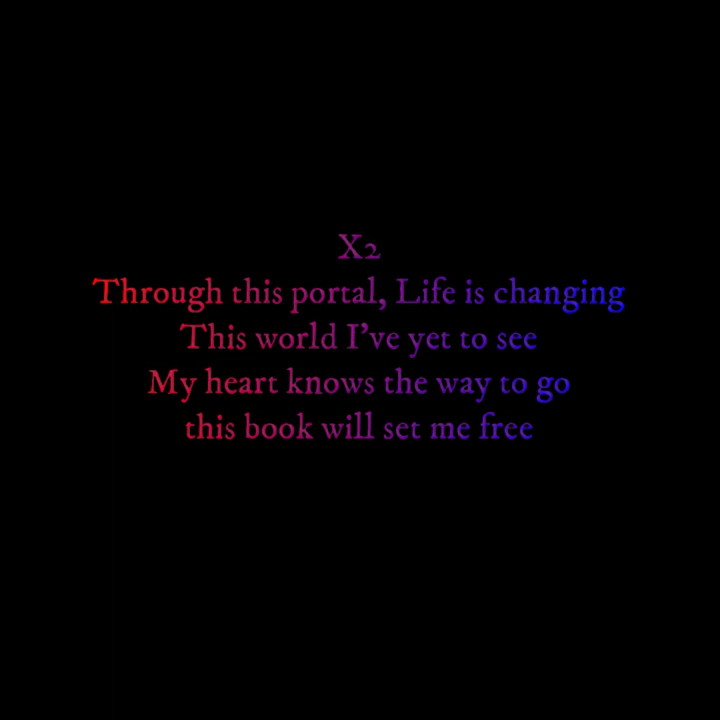 X2
Through this portal, Life is changing
This world I've yet to see
My heart knows the way to go
this book will set me free